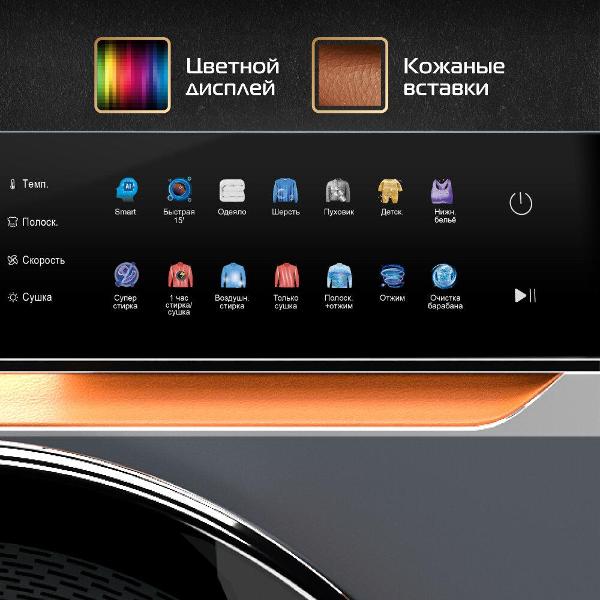 Цветной
дисплей
Кожаные
вставки
Темп.
Полоск.
Скорость
Сушка
AI
Smart
Быстрая
15'
Одеяло
Шерсть
Пуховик
Детск.
Нижн.
бельё
Супер
стирка
1 час
стирка/
сушка
Воздушн.
стирка
Только
сушка
Полоск.
+отжим
Отжим
Очистка
барабана